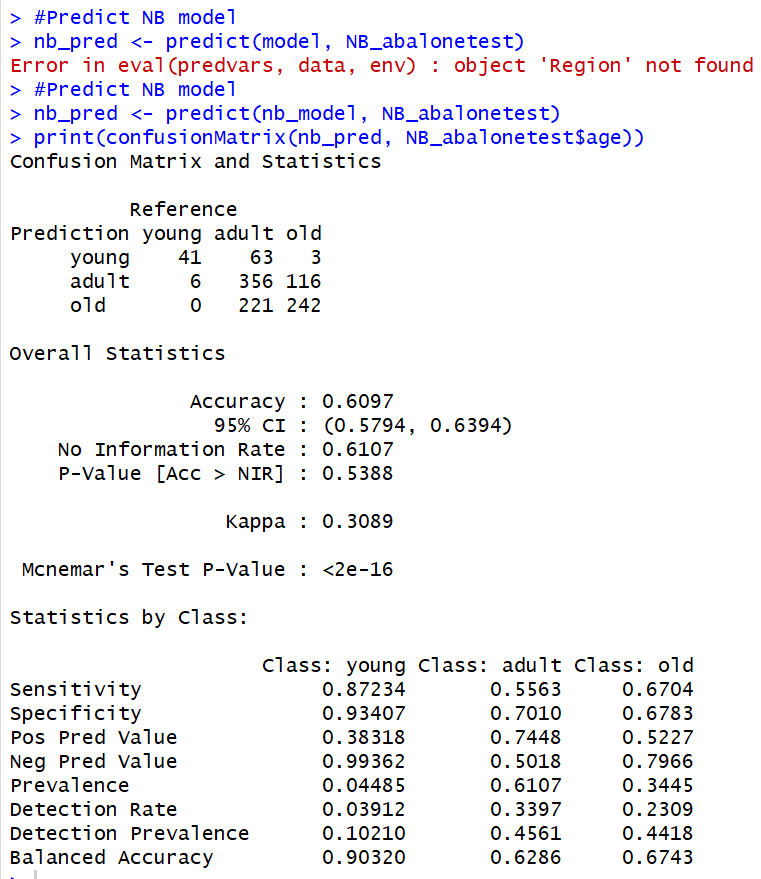 > #Predict NB model
> nb_pred <- predict(model, NB_abalonetest)
Error in eval(predvars, data, env) : object 'Region' not found
> #Predict NB model
> nb_pred <- predict(nb_model, NB_abalonetest)
> print(confusionMatrix(nb_pred, NB_abalonetest$age))
Confusion Matrix and Statistics

          Reference
Prediction young adult old
     young    41    63   3
     adult     6   356 116
     old       0   221 242

Overall Statistics

               Accuracy : 0.6097
                 95% CI : (0.5794, 0.6394)
    No Information Rate : 0.6107
    P-Value [Acc > NIR] : 0.5388

                  Kappa : 0.3089

 Mcnemar's Test P-Value : <2e-16

Statistics by Class:

                     Class: young Class: adult Class: old
Sensitivity               0.87234       0.5563     0.6704
Specificity               0.93407       0.7010     0.6783
Pos Pred Value            0.38318       0.7448     0.5227
Neg Pred Value            0.99362       0.5018     0.7966
Prevalence                0.04485       0.6107     0.3445
Detection Rate            0.03912       0.3397     0.2309
Detection Prevalence      0.10210       0.4561     0.4418
Balanced Accuracy         0.90320       0.6286     0.6743
>